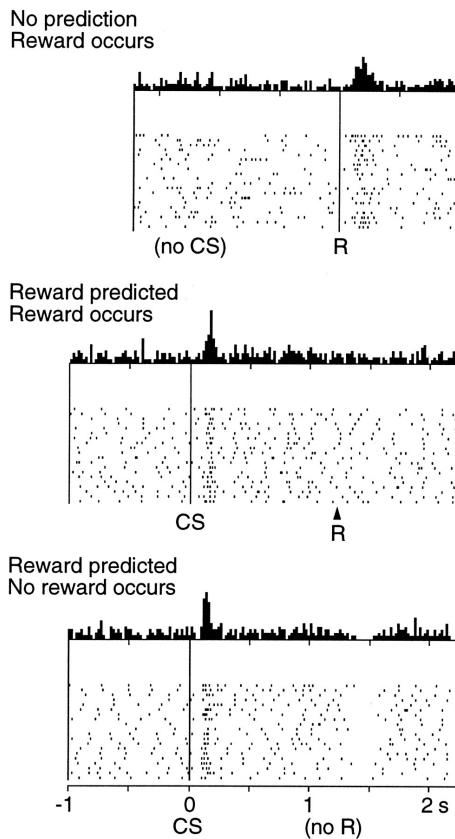 No prediction
Reward occurs
(no CS) R
Reward predicted
Reward occurs
CS
R
Reward predicted
No reward occurs
-1 0 1 2 s
CS (no R)